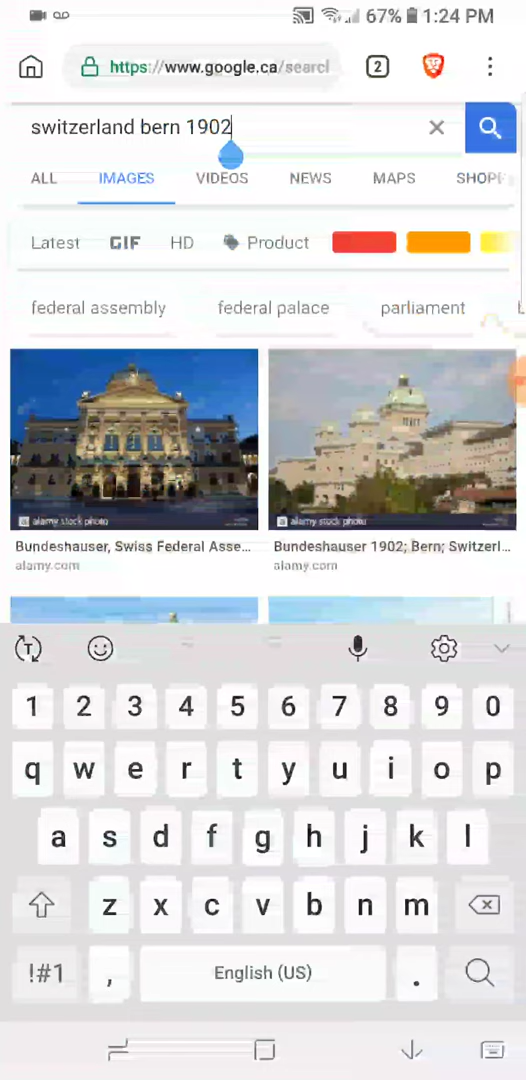 67% 1:24 PM
https://www.google.ca/searcl
2
switzerland bern 1902
ALL IMAGES VIDEOS NEWS MAPS SHOPI
Latest GIF HD Product
federal assembly federal palace parliament
a alamy stock photo a alamy stock photo
Bundeshauser, Swiss Federal Asse... Bundeshauser 1902; Bern; Switzerl...
alamy.com alamy.com
T
1 2 3 4 5 6 7 8 9 0
q w e r t y u i o p
a s d f g h j k l
z x c v b n m
!#1 , English (US) .